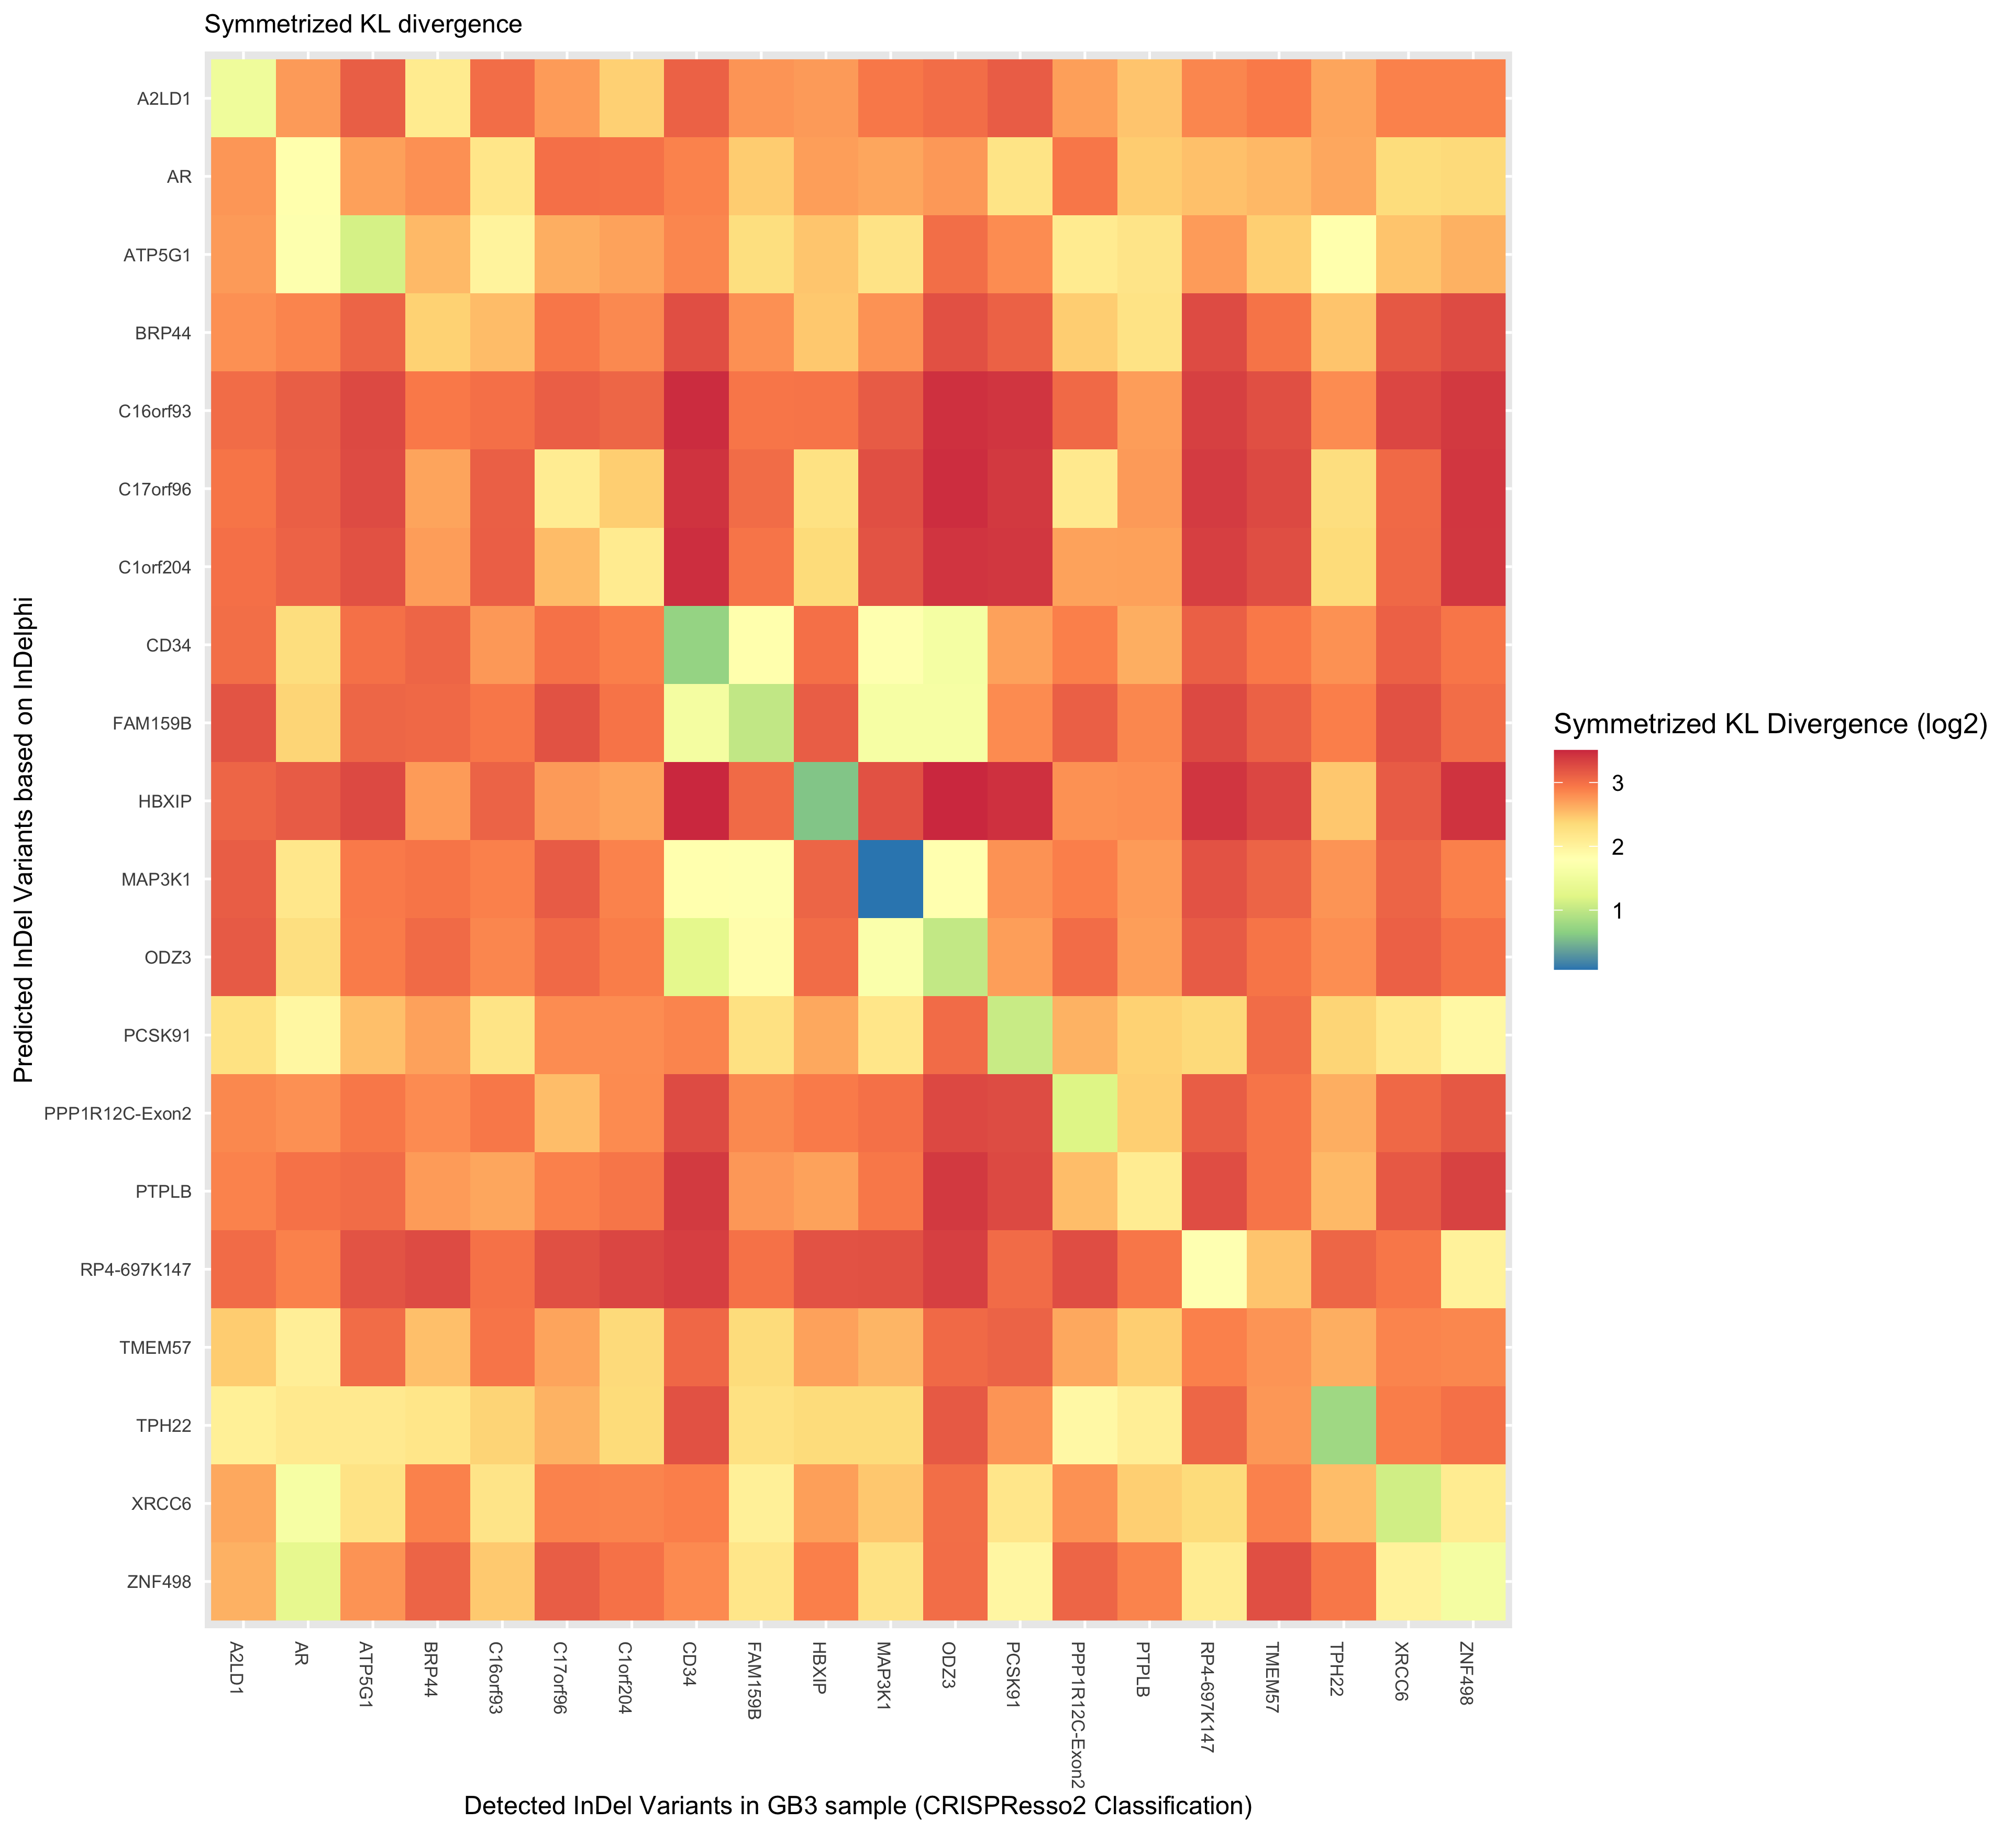 Symmetrized KL divergence
Predicted InDel Variants based on InDelphi
A2LD1
AR
ATP5G1
BRP44
C16orf93
C17orf96
C1orf204
CD34
FAM159B
HBXIP
MAP3K1
ODZ3
PCSK91
PPP1R12C-Exon2
PTPLB
RP4-697K147
TMEM57
TPH22
XRCC6
ZNF498
A2LD1
AR
ATP5G1
BRP44
C16orf93
C17orf96
C1orf204
CD34
FAM159B
HBXIP
MAP3K1
ODZ3
PCSK91
PPP1R12C-Exon2
PTPLB
RP4-697K147
TMEM57
TPH22
XRCC6
ZNF498
Detected InDel Variants in GB3 sample (CRISPResso2 Classification)
Symmetrized KL Divergence (log2)
3
2
1